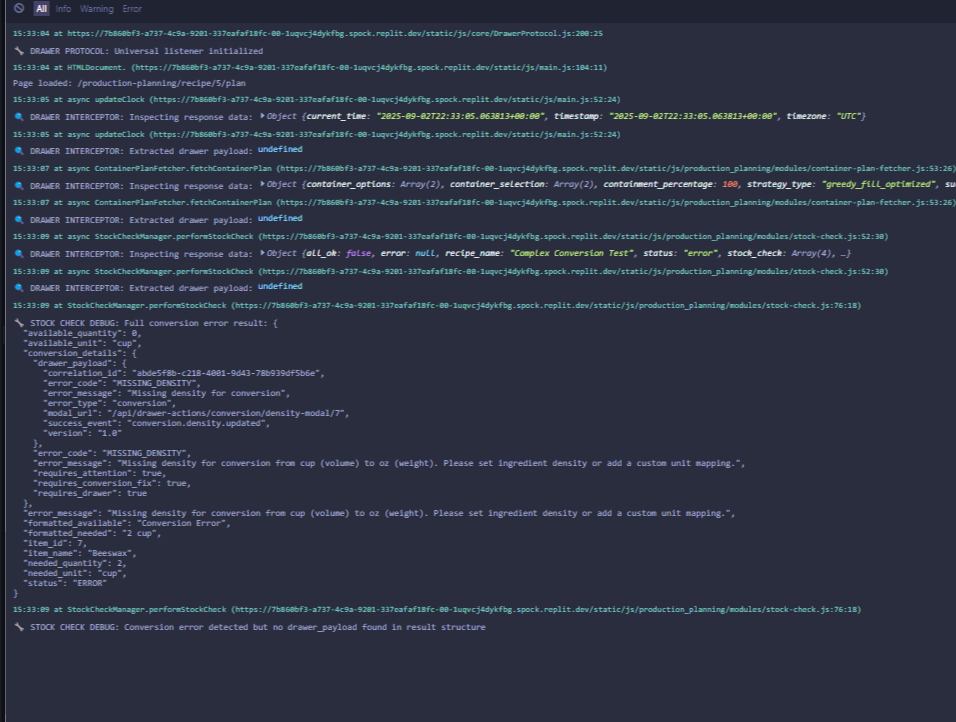 All Info Warning Error
15:33:04 at https://7b860bf3-a737-4c9a-9201-337eafaf18fc-00-1uqvcj4dykfbg.spock.replit.dev/static/js/core/DrawerProtocol.js:200:25
🔧 DRAWER PROTOCOL: Universal listener initialized
15:33:04 at HTMLDocument. (https://7b860bf3-a737-4c9a-9201-337eafaf18fc-00-1uqvcj4dykfbg.spock.replit.dev/static/js/main.js:104:11)
Page loaded: /production-planning/recipe/5/plan
15:33:05 at async updateClock (https://7b860bf3-a737-4c9a-9201-337eafaf18fc-00-1uqvcj4dykfbg.spock.replit.dev/static/js/main.js:52:24)
🔍 DRAWER INTERCEPTOR: Inspecting response data: ▶Object {current_time: "2025-09-02T22:33:05.063813+00:00", timestamp: "2025-09-02T22:33:05.063813+00:00", timezone: "UTC"}
15:33:05 at async updateClock (https://7b860bf3-a737-4c9a-9201-337eafaf18fc-00-1uqvcj4dykfbg.spock.replit.dev/static/js/main.js:52:24)
🔍 DRAWER INTERCEPTOR: Extracted drawer payload: undefined
15:33:07 at async ContainerPlanFetcher.fetchContainerPlan (https://7b860bf3-a737-4c9a-9201-337eafaf18fc-00-1uqvcj4dykfbg.spock.replit.dev/static/js/production_planning/modules/container-plan-fetcher.js:53:26)
🔍 DRAWER INTERCEPTOR: Inspecting response data: ▶Object {container_options: Array(2), container_selection: Array(2), containment_percentage: 100, strategy_type: "greedy_fill_optimized", su
15:33:07 at async ContainerPlanFetcher.fetchContainerPlan (https://7b860bf3-a737-4c9a-9201-337eafaf18fc-00-1uqvcj4dykfbg.spock.replit.dev/static/js/production_planning/modules/container-plan-fetcher.js:53:26)
🔍 DRAWER INTERCEPTOR: Extracted drawer payload: undefined
15:33:09 at async StockCheckManager.performStockCheck (https://7b860bf3-a737-4c9a-9201-337eafaf18fc-00-1uqvcj4dykfbg.spock.replit.dev/static/js/production_planning/modules/stock-check.js:52:30)
🔍 DRAWER INTERCEPTOR: Inspecting response data: ▶Object {all_ok: false, error: null, recipe_name: "Complex Conversion Test", status: "error", stock_check: Array(4), …}
15:33:09 at async StockCheckManager.performStockCheck (https://7b860bf3-a737-4c9a-9201-337eafaf18fc-00-1uqvcj4dykfbg.spock.replit.dev/static/js/production_planning/modules/stock-check.js:52:30)
🔍 DRAWER INTERCEPTOR: Extracted drawer payload: undefined
15:33:09 at StockCheckManager.performStockCheck (https://7b860bf3-a737-4c9a-9201-337eafaf18fc-00-1uqvcj4dykfbg.spock.replit.dev/static/js/production_planning/modules/stock-check.js:76:18)
🔧 STOCK CHECK DEBUG: Full conversion error result: {
"available_quantity": 0,
"available_unit": "cup",
"conversion_details": {
"drawer_payload": {
"correlation_id": "abde5f8b-c218-4001-9d43-78b939df5b6e",
"error_code": "MISSING_DENSITY",
"error_message": "Missing density for conversion",
"error_type": "conversion",
"modal_url": "/api/drawer-actions/conversion/density-modal/7",
"success_event": "conversion.density.updated",
"version": "1.0"
},
"error_code": "MISSING_DENSITY",
"error_message": "Missing density for conversion from cup (volume) to oz (weight). Please set ingredient density or add a custom unit mapping.",
"requires_attention": true,
"requires_conversion_fix": true,
"requires_drawer": true
},
"error_message": "Missing density for conversion from cup (volume) to oz (weight). Please set ingredient density or add a custom unit mapping.",
"formatted_available": "Conversion Error",
"formatted_needed": "2 cup",
"item_id": 7,
"item_name": "Beeswax",
"needed_quantity": 2,
"needed_unit": "cup",
"status": "ERROR"
}
15:33:09 at StockCheckManager.performStockCheck (https://7b860bf3-a737-4c9a-9201-337eafaf18fc-00-1uqvcj4dykfbg.spock.replit.dev/static/js/production_planning/modules/stock-check.js:76:18)
🔧 STOCK CHECK DEBUG: Conversion error detected but no drawer_payload found in result structure